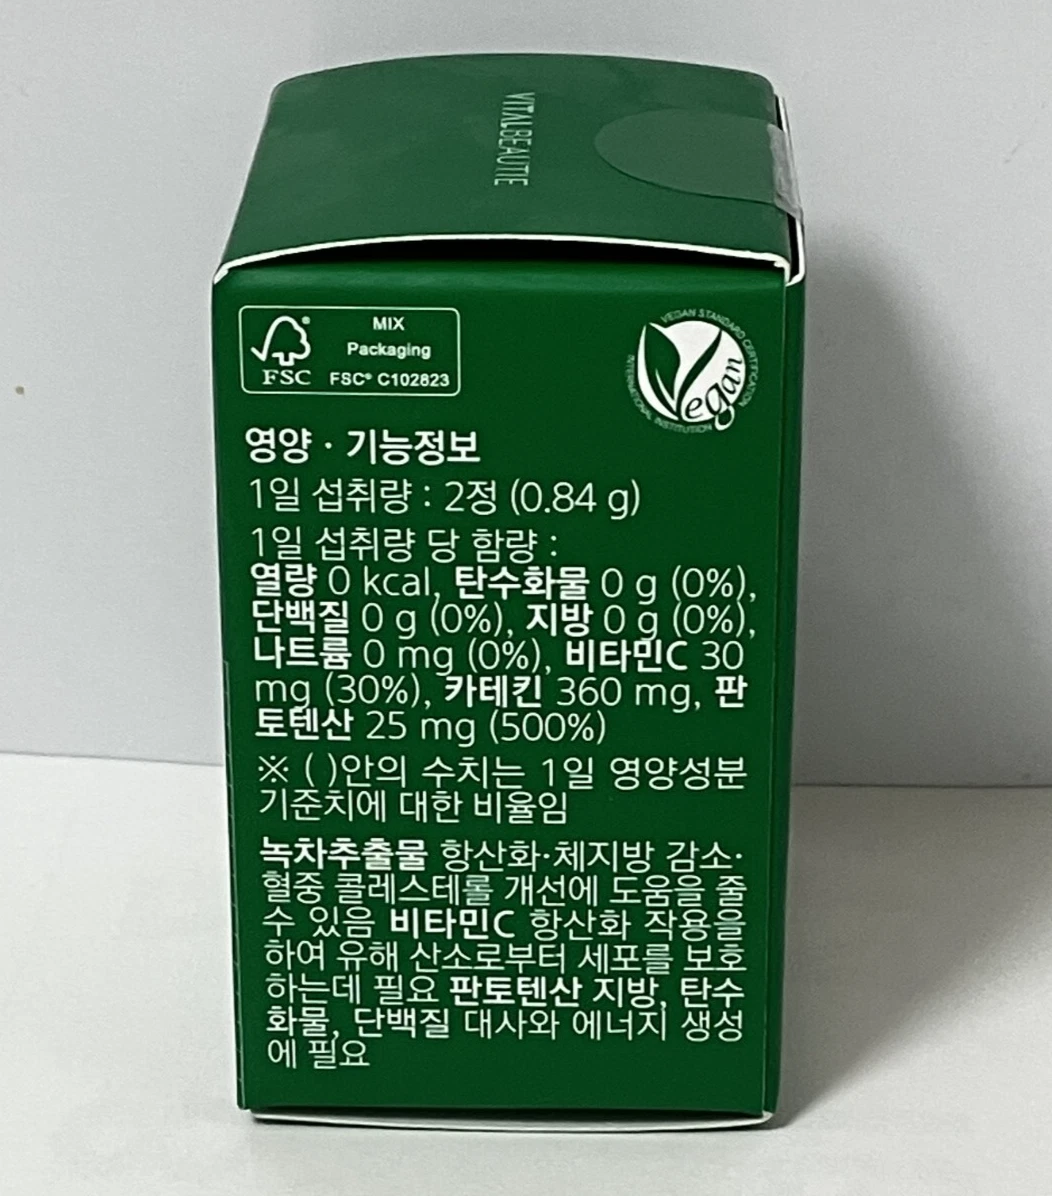 VITALBEAUTIE
FSC®
MIX
Packaging
FSC® C102823
VEGAN STANDARD CERTIFICATION
INTERNATIONAL INSTITUTION
Vegan
영양 · 기능정보
1일 섭취량 : 2정 (0.84 g)
1일 섭취량 당 함량 :
열량 0 kcal, 탄수화물 0 g (0%),
단백질 0 g (0%), 지방 0 g (0%),
나트륨 0 mg (0%), 비타민C 30
mg (30%), 카테킨 360 mg, 판
토텐산 25 mg (500%)
※ ( )안의 수치는 1일 영양성분
기준치에 대한 비율임
녹차추출물 항산화·체지방 감소·
혈중 콜레스테롤 개선에 도움을 줄
수 있음 비타민C 항산화 작용을
하여 유해 산소로부터 세포를 보호
하는데 필요 판토텐산 지방, 탄수
화물, 단백질 대사와 에너지 생성
에 필요